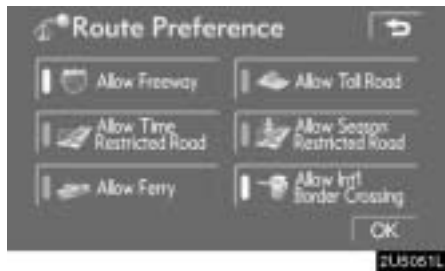 Route Preference
Allow Freeway
Allow Toll Road
Allow Time
Restricted Road
Allow Season
Restricted Road
Allow Ferry
Allow Int'l
Border Crossing
OK
2U5051L